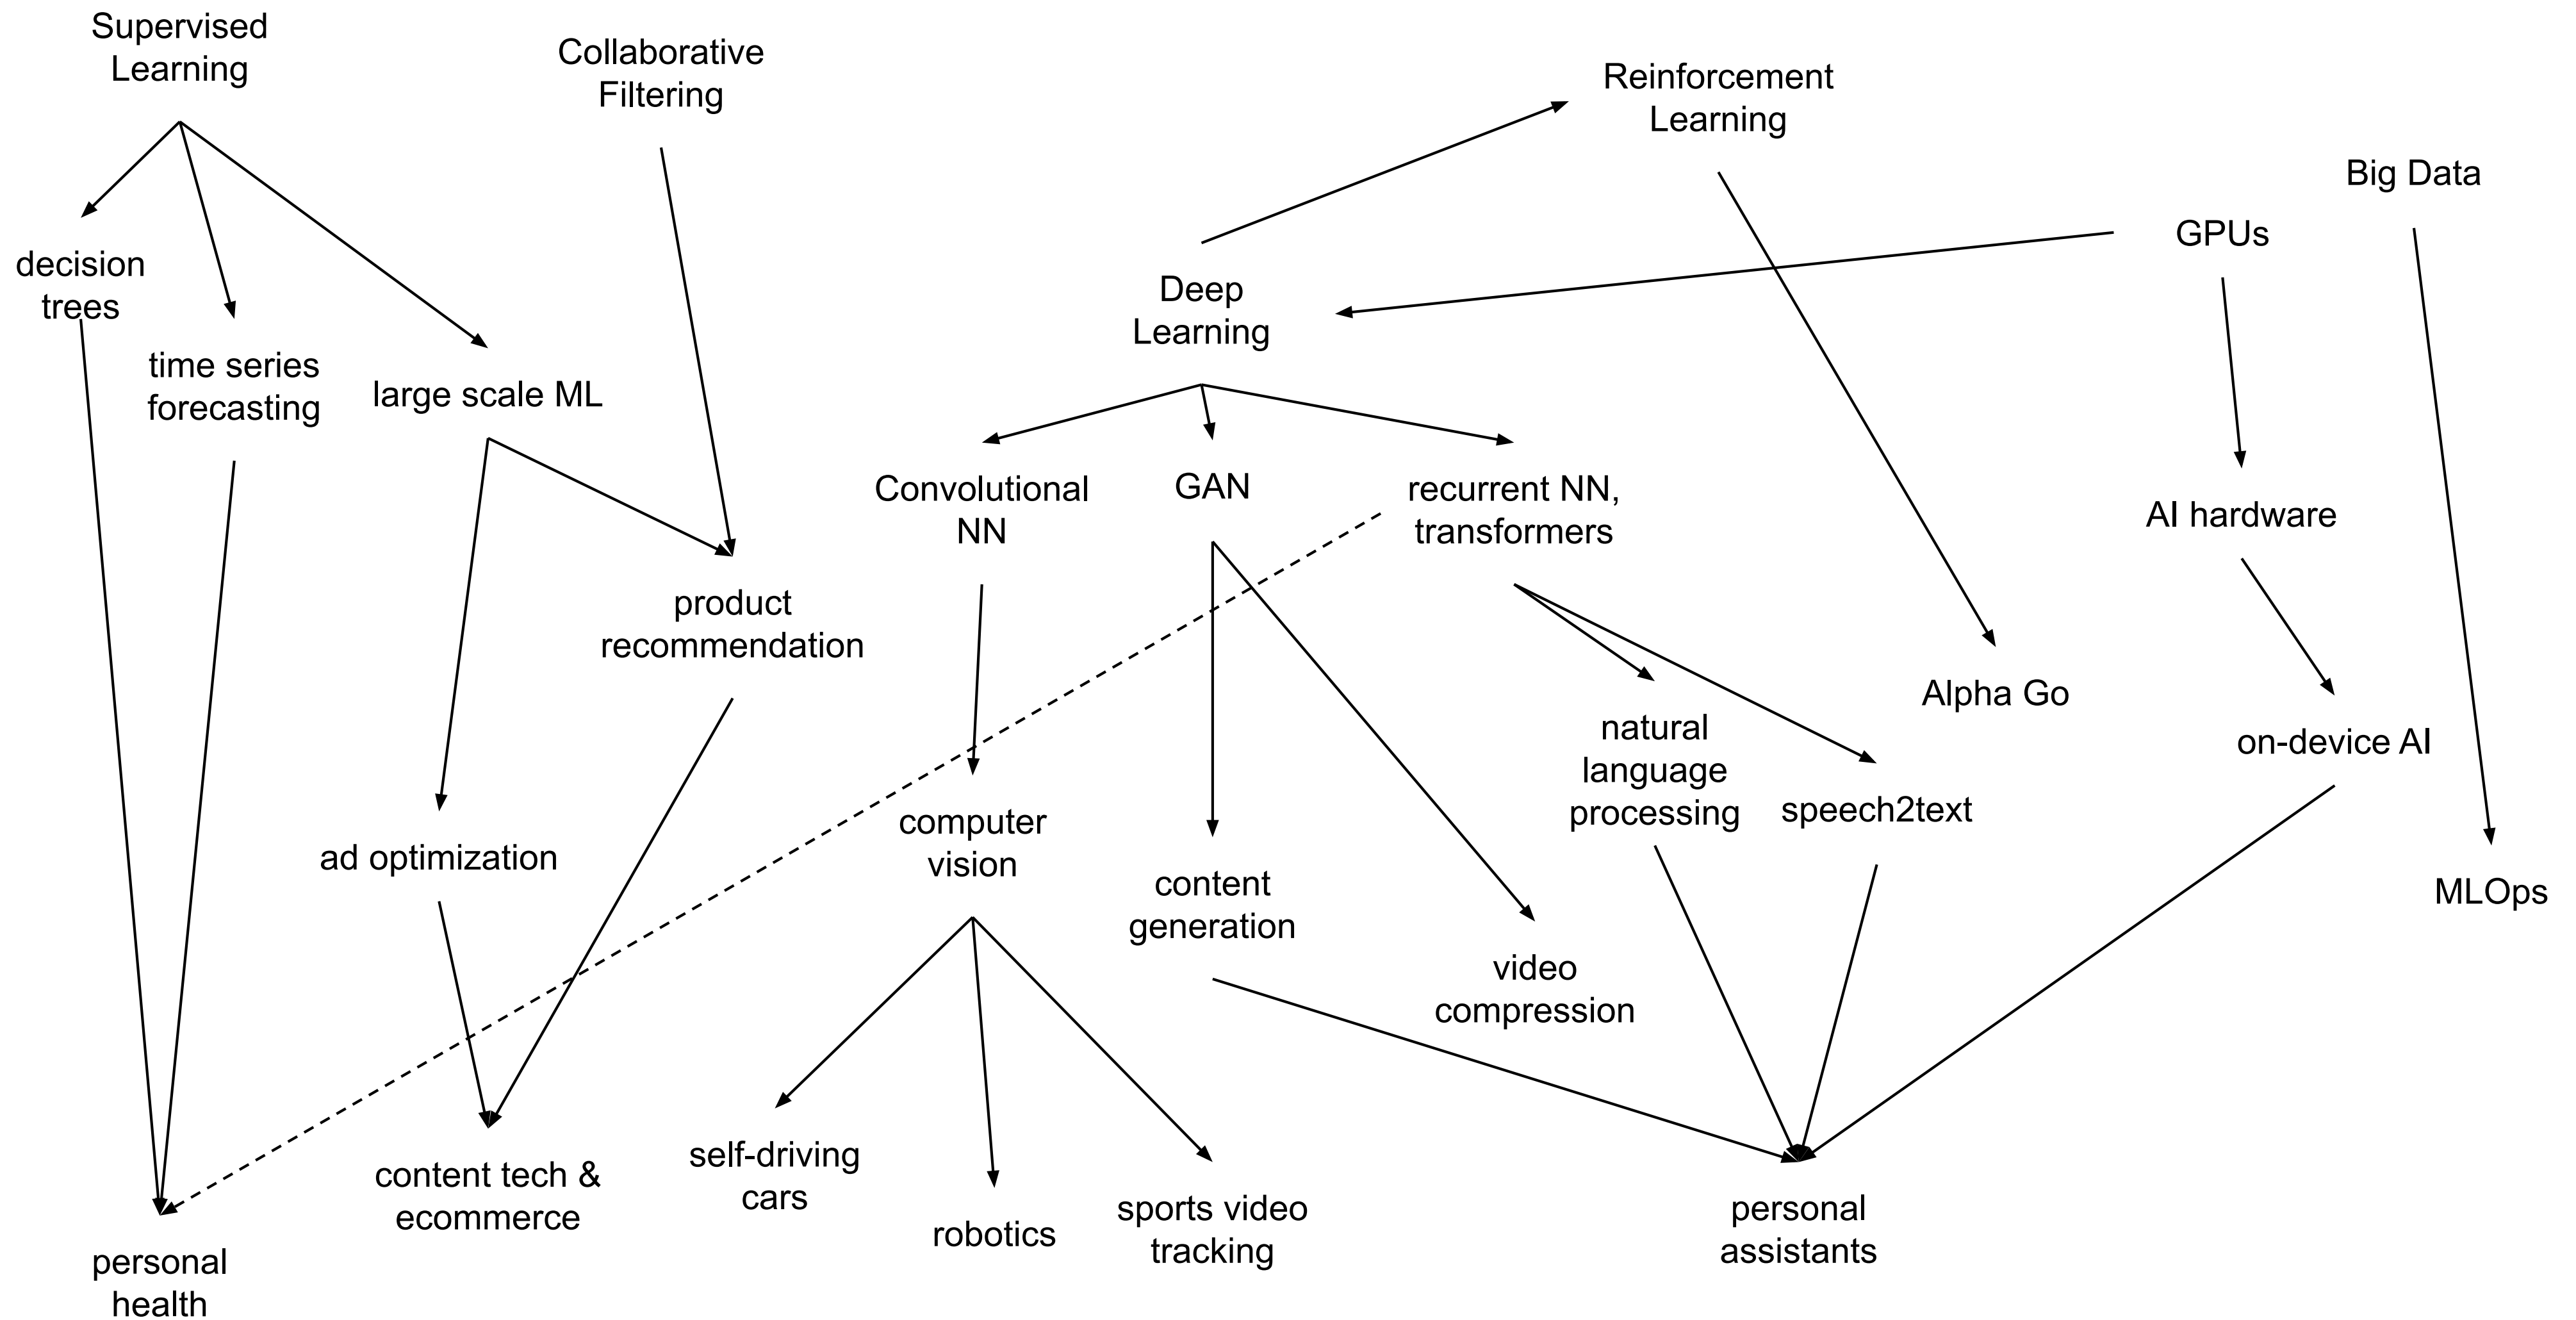 Supervised
Learning
Collaborative
Filtering
Reinforcement
Learning
Big Data
GPUs
decision
trees
Deep
Learning
time series
forecasting
large scale ML
Convolutional
NN
GAN
recurrent NN,
transformers
AI hardware
product
recommendation
Alpha Go
natural
language
processing
on-device AI
speech2text
computer
vision
ad optimization
content
generation
MLOps
video
compression
self-driving
cars
content tech &
ecommerce
robotics
sports video
tracking
personal
assistants
personal
health